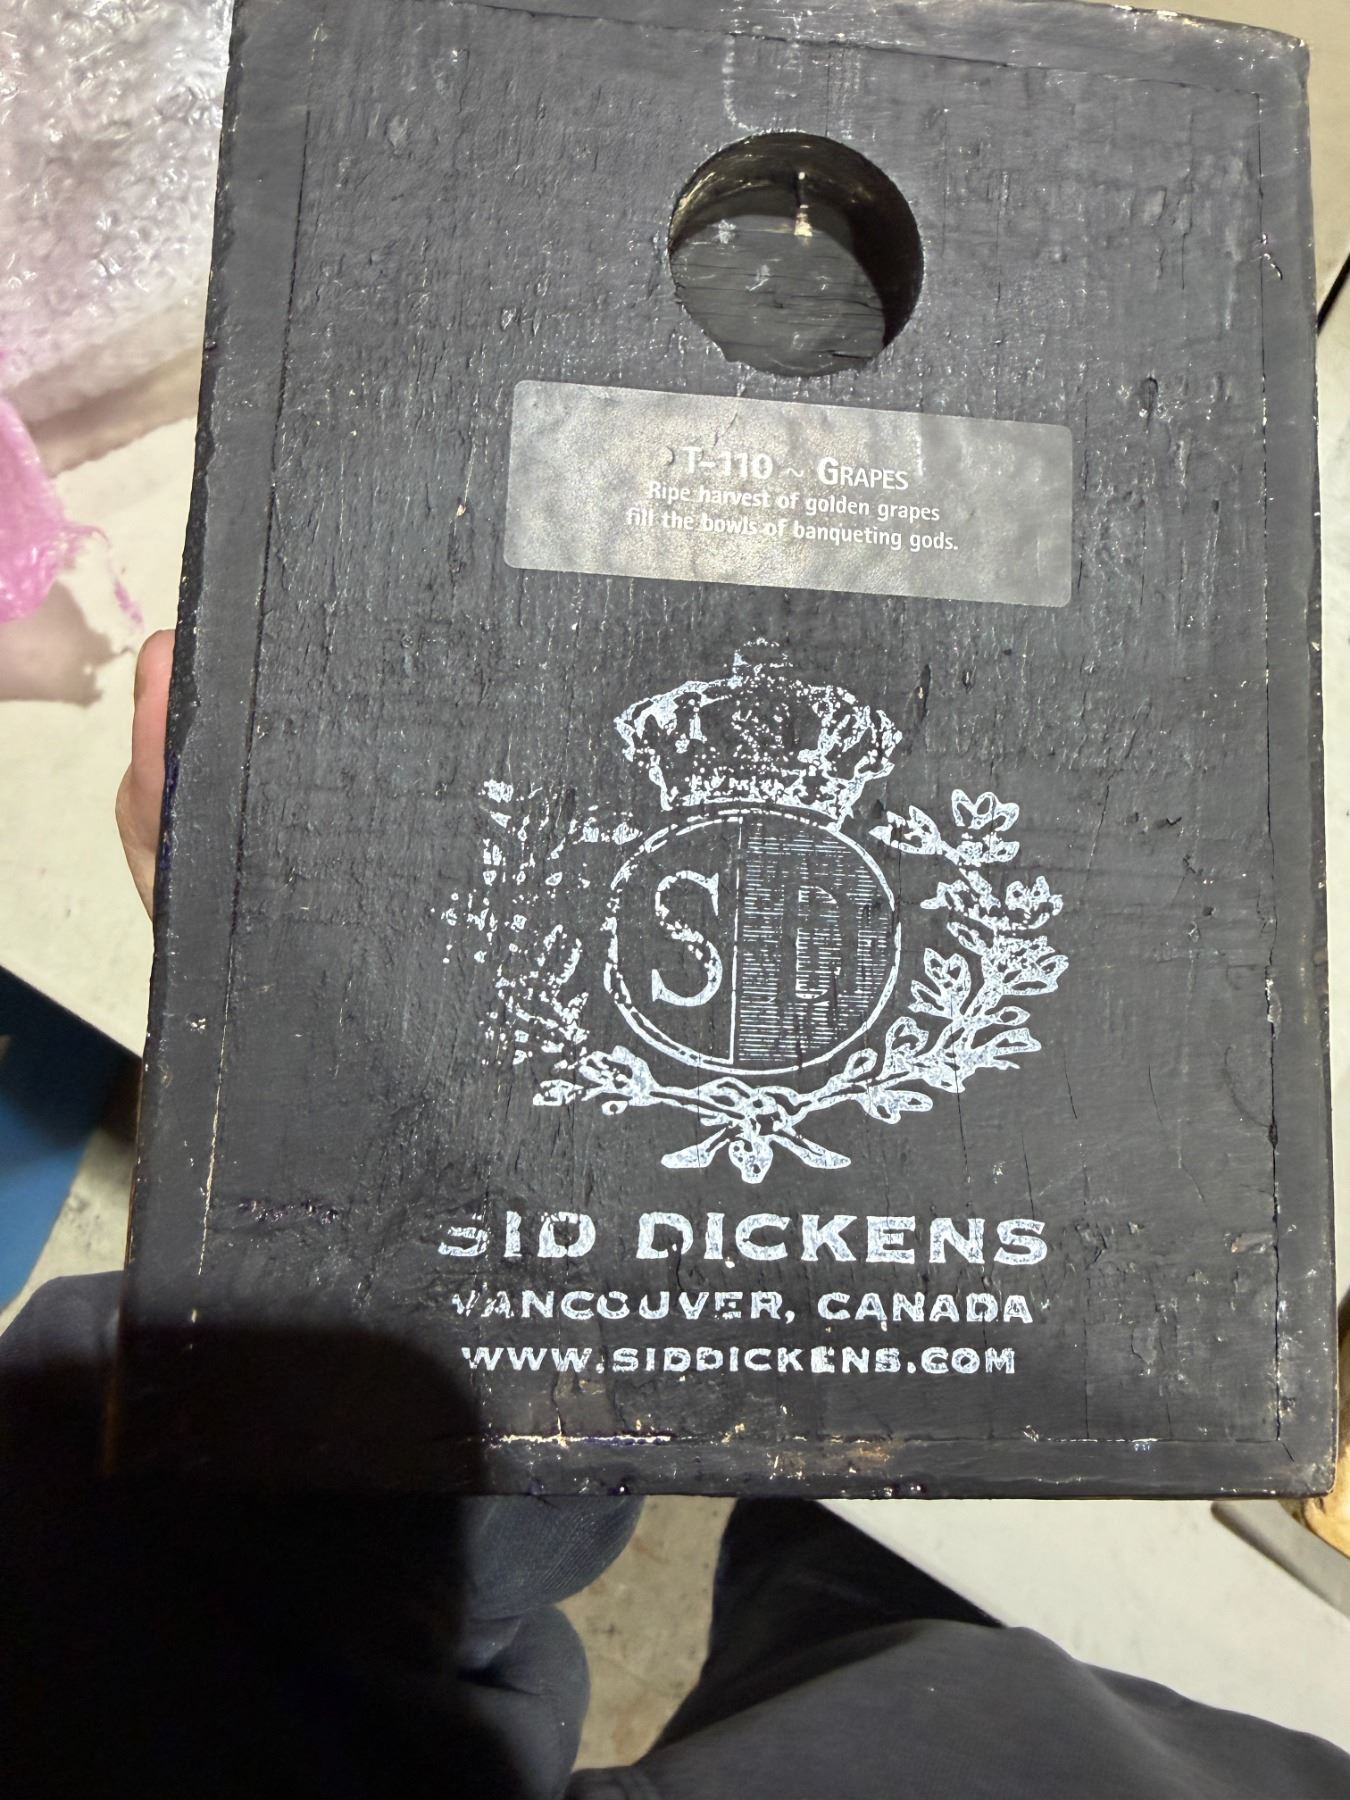 T-110 ~ GRAPES
Ripe harvest of golden grapes
fill the bowls of banqueting gods.
SD
SID DICKENS
VANCOUVER, CANADA
WWW.SIDDICKENS.COM